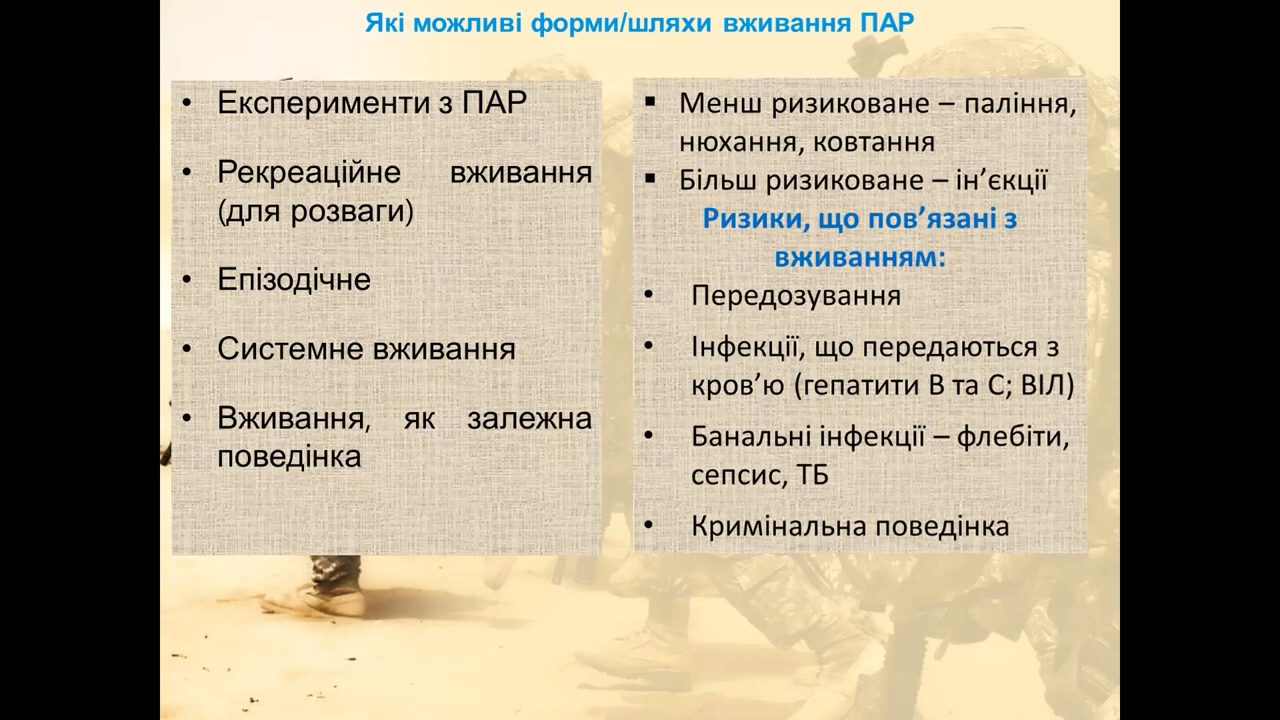 Які можливі форми/шляхи вживання ПАР
• Експерименти з ПАР
• Рекреаційне вживання
(для розваги)
• Епізодічне
• Системне вживання
• Вживання, як залежна
поведінка
▪ Менш ризиковане – паління,
нюхання, ковтання
▪ Більш ризиковане – ін’єкції
Ризики, що пов’язані з
вживанням:
• Передозування
• Інфекції, що передаються з
кров’ю (гепатити В та С; ВІЛ)
• Банальні інфекції – флебіти,
сепсис, ТБ
• Кримінальна поведінка